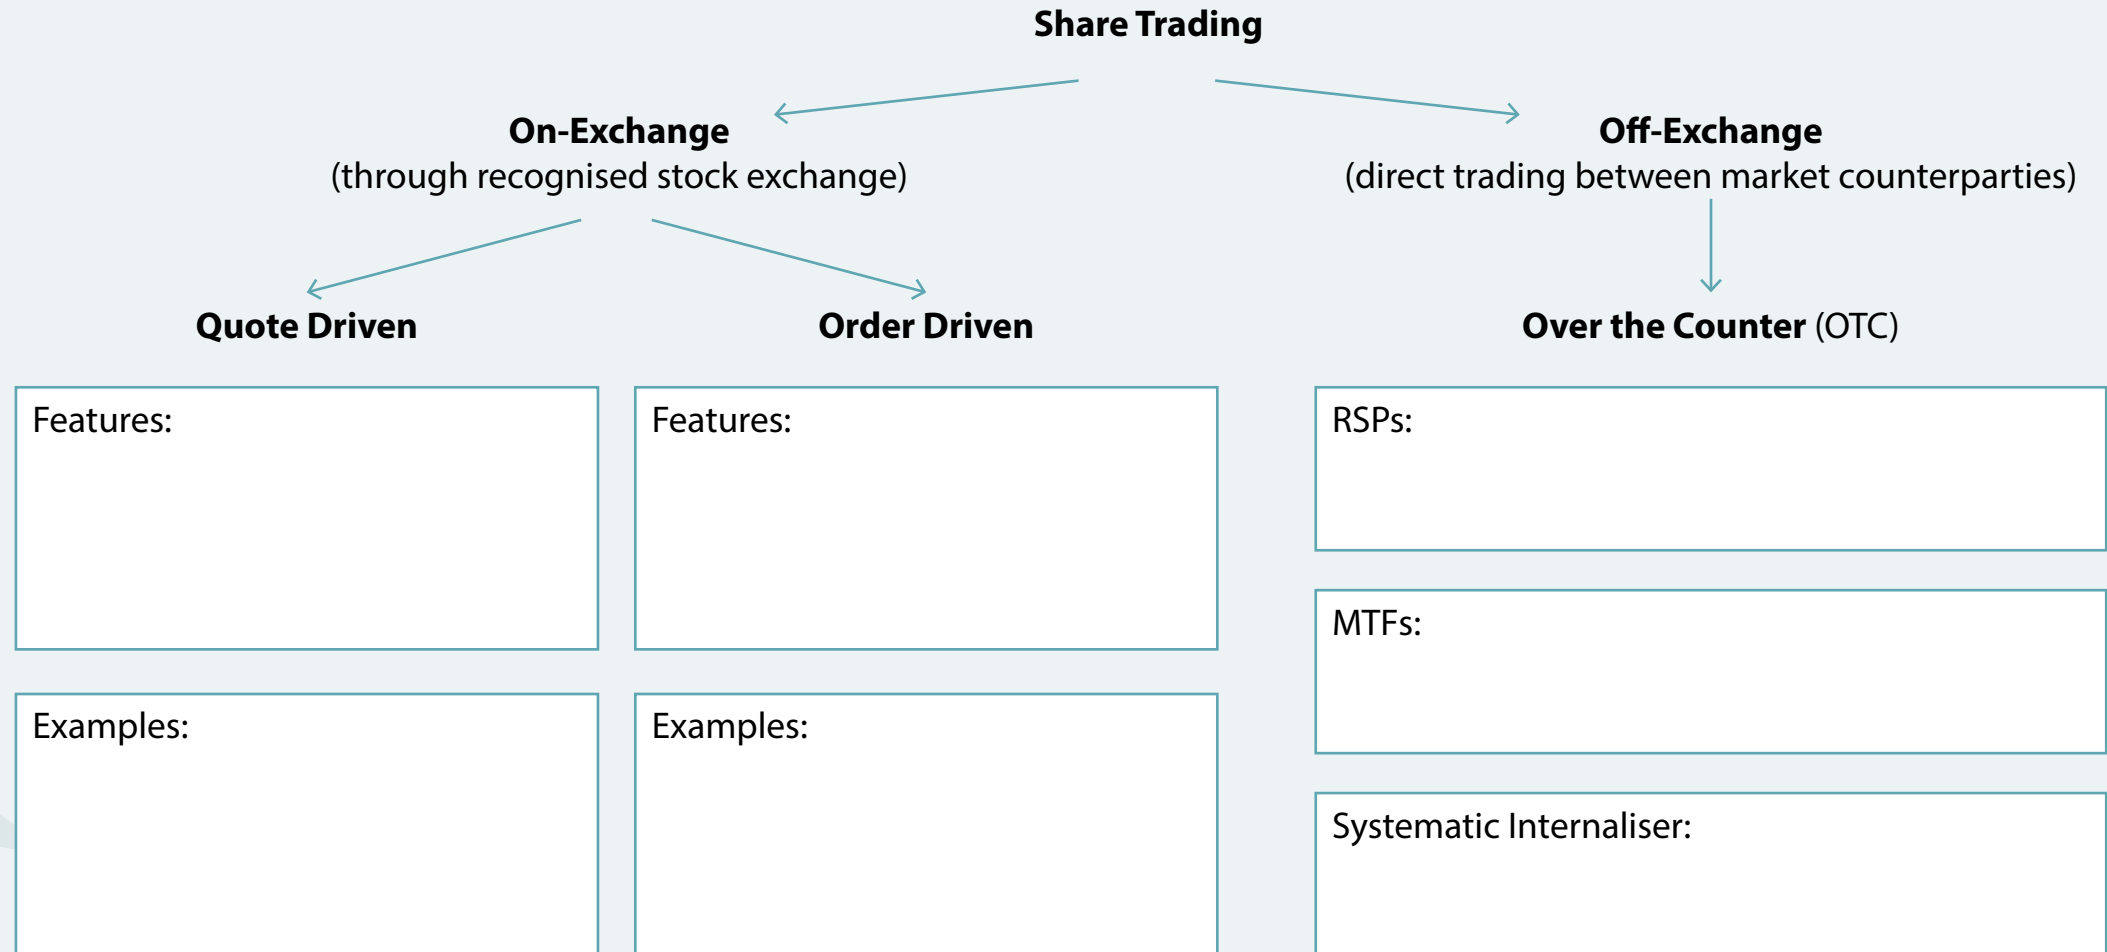 Share Trading
On-Exchange
(through recognised stock exchange)
Off-Exchange
(direct trading between market counterparties)
Quote Driven
Order Driven
Over the Counter (OTC)
Features:
Features:
RSPs:
MTFs:
Examples:
Examples:
Systematic Internaliser: